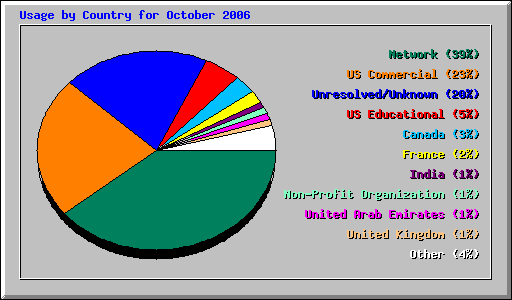 Usage by Country for October 2006
Network (39%)
US Commercial (23%)
Unresolved/Unknown (20%)
US Educational (5%)
Canada (3%)
France (2%)
India (1%)
Non-Profit Organization (1%)
United Arab Emirates (1%)
United Kingdom (1%)
Other (4%)